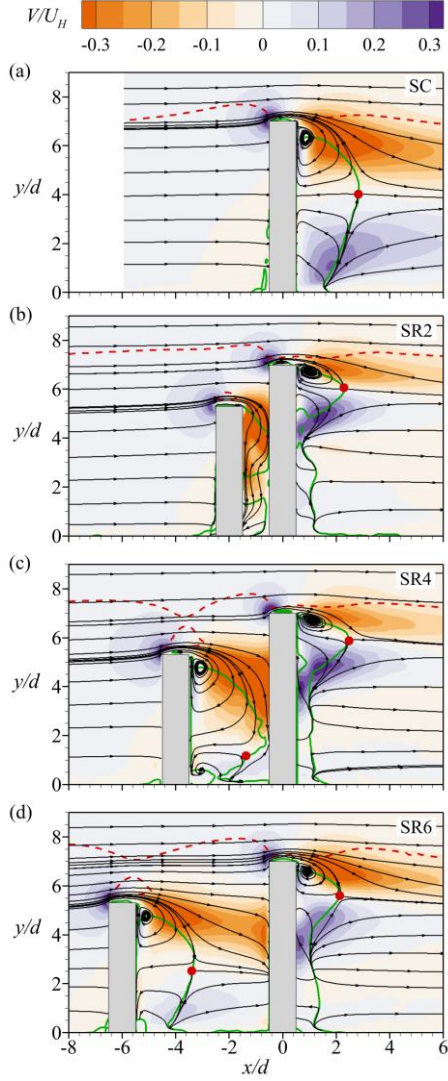 V/U_H
-0.3 -0.2 -0.1 0 0.1 0.2 0.3
(a)
SC
8
6
y/d 4
2
0
(b)
SR2
8
6
y/d 4
2
0
(c)
SR4
8
6
y/d 4
2
0
(d)
SR6
8
6
y/d 4
2
0
-8 -6 -4 -2 0 2 4 6
x/d